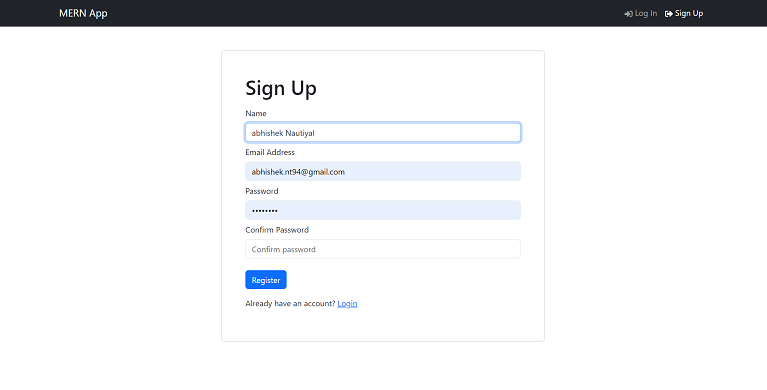 MERN App
Log In Sign Up
Sign Up
Name
abhishek Nautiyal
Email Address
abhishek.nt94@gmail.com
Password
••••••••
Confirm Password
Confirm password
Register
Already have an account? Login